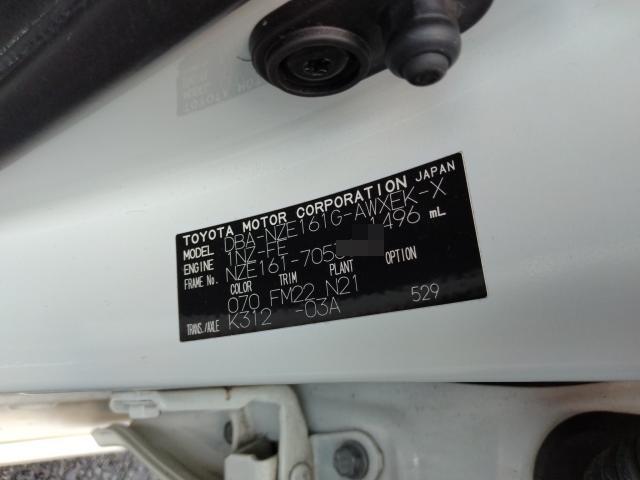 TOYOTA MOTOR CORPORATION JAPAN
MODEL DBA-NZE161G-AWXEK-X
ENGINE 1NZ-FE 1496 mL
FRAME No. NZE161-705
COLOR TRIM PLANT OPTION
070 FM22 N21
TRANS./AXLE K312 -03A 529